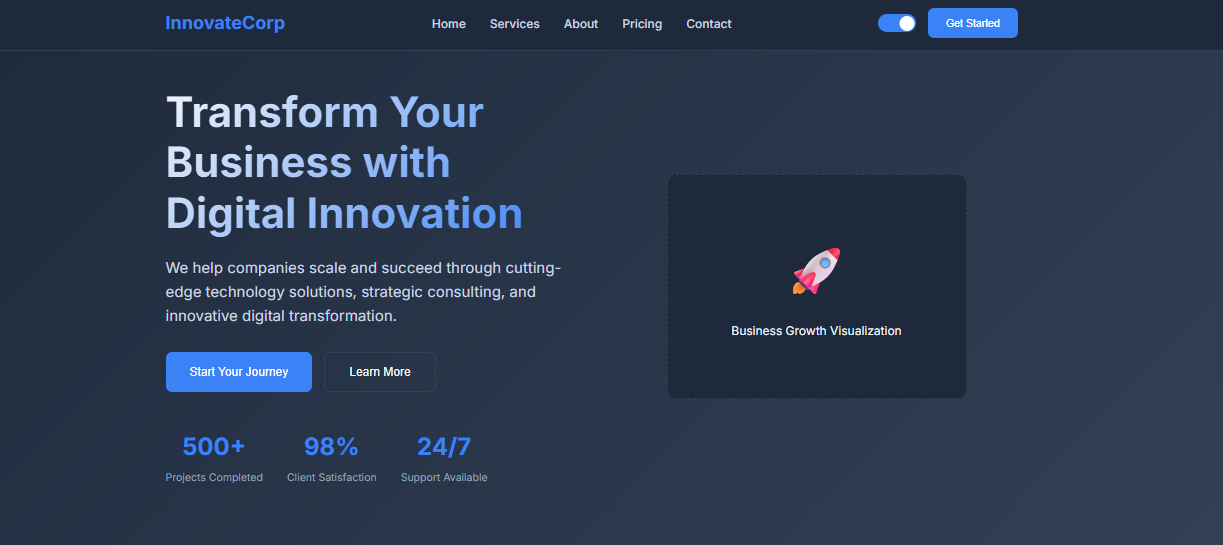 InnovateCorp
Home
Services
About
Pricing
Contact
Get Started
Transform Your
Business with
Digital Innovation
We help companies scale and succeed through cutting-
edge technology solutions, strategic consulting, and
innovative digital transformation.
Start Your Journey
Learn More
500+
Projects Completed
98%
Client Satisfaction
24/7
Support Available
Business Growth Visualization